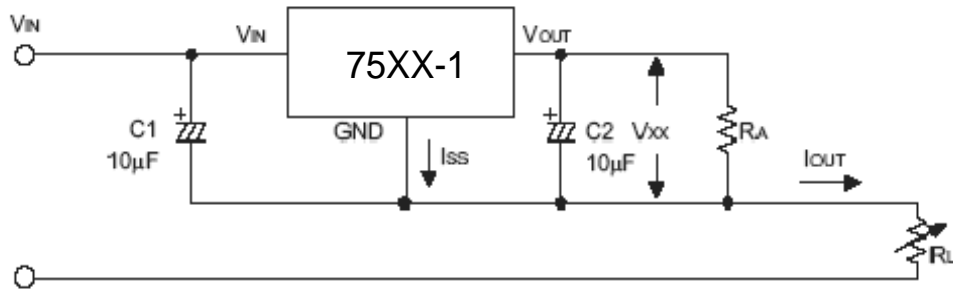 VIN
VIN
75XX-1
VOUT
C1
10μF
GND
ISS
C2
10μF
VXX
RA
IOUT
RL